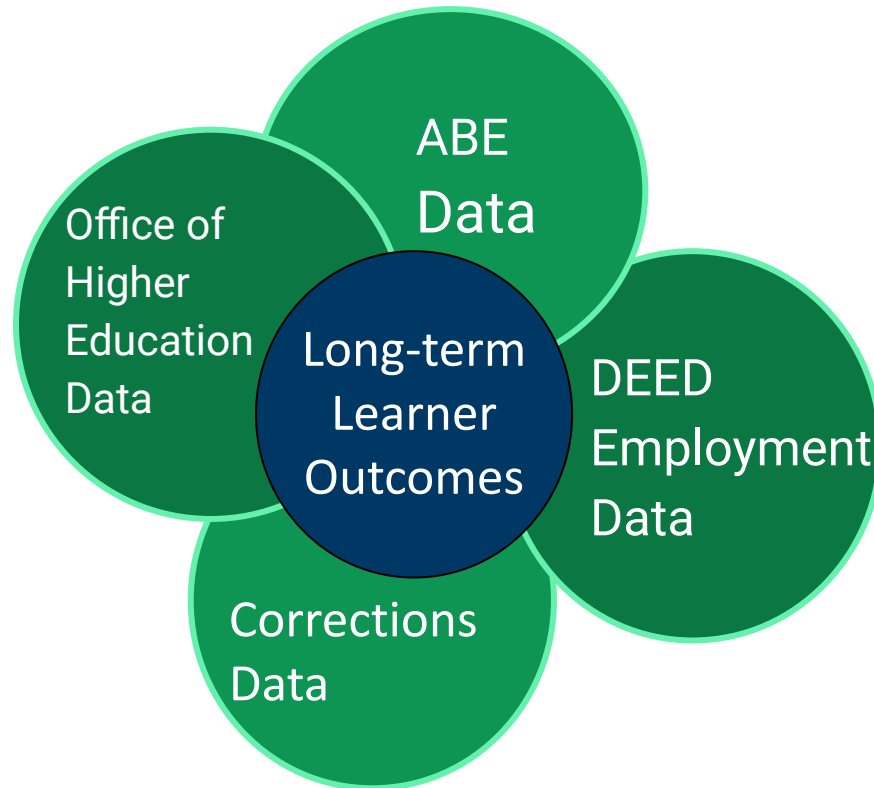 ABE
Data
Office of
Higher
Education
Data
Long-term
Learner
Outcomes
DEED
Employment
Data
Corrections
Data